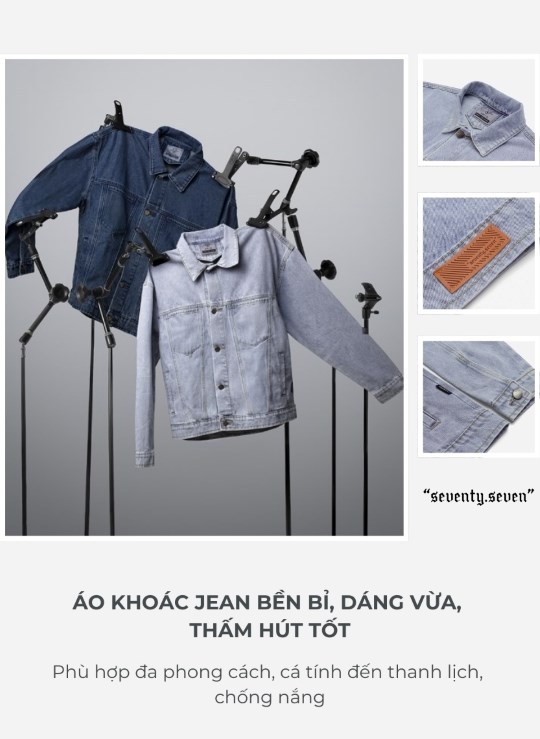 “seventy.seven”
ÁO KHOÁC JEAN BỀN BỈ, DÁNG VỪA,
THẤM HÚT TỐT
Phù hợp đa phong cách, cá tính đến thanh lịch,
chống nắng